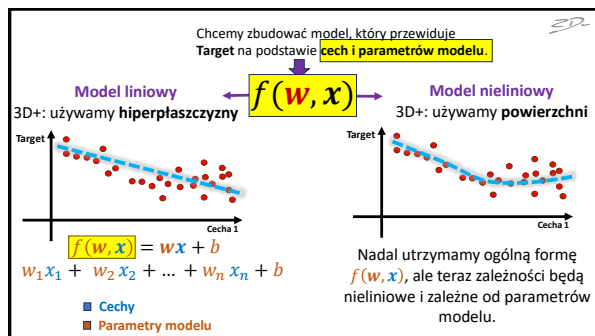 Chcemy zbudować model, który przewiduje
Target na podstawie cech i parametrów modelu.
f(w, x)
Model liniowy
3D+: używamy hiperpłaszczyzny
Target
Cecha 1
f(w, x) = wx + b
w₁x₁ + w₂x₂ + ... + wₙxₙ + b
Cechy
Parametry modelu
Model nieliniowy
3D+: używamy powierzchni
Target
Cecha 1
Nadal utrzymamy ogólną formę
f(w, x), ale teraz zależności będą
nieliniowe i zależne od parametrów
modelu.